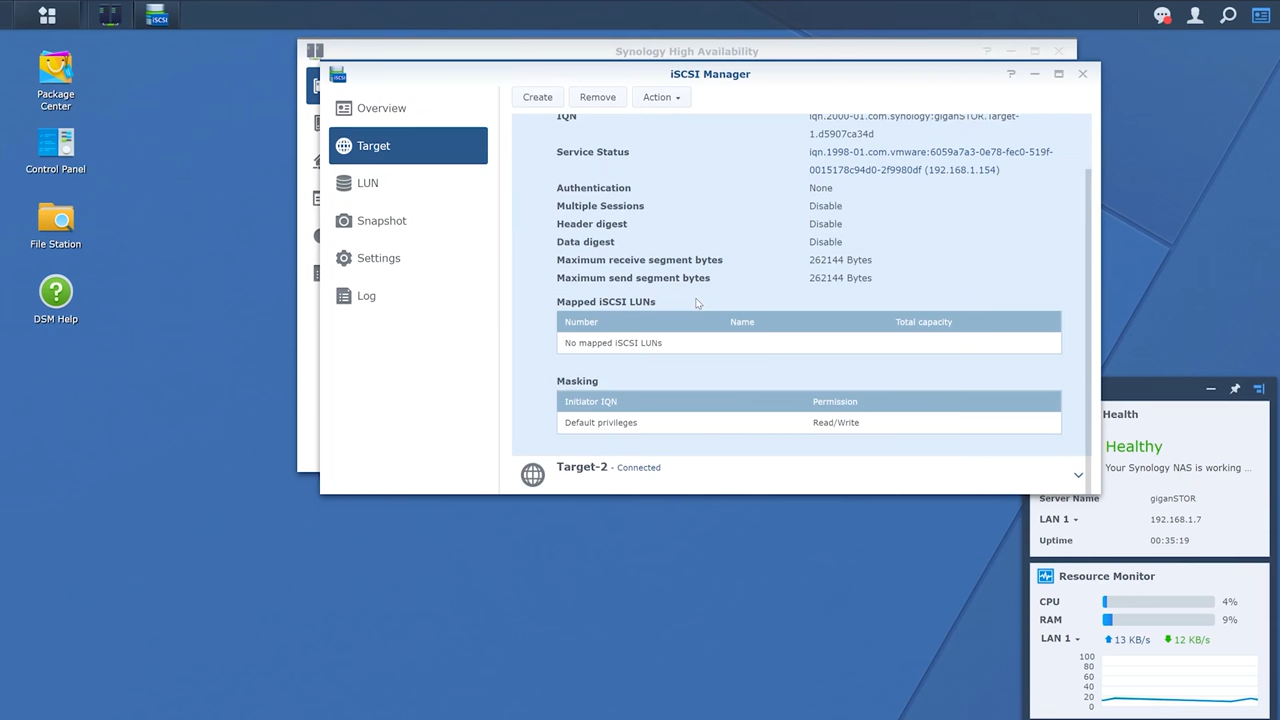 iSCSI
Synology High Availability
iSCSI Manager
Package
Center
Control Panel
File Station
DSM Help
Overview
Target
LUN
Snapshot
Settings
Log
Create
Remove
Action
IQN
iqn.2000-01.com.synology:giganSTOR.Target-
1.d5907ca34d
Service Status
iqn.1998-01.com.vmware:6059a7a3-0e78-fec0-519f-
0015178c94d0-2f9980df (192.168.1.154)
Authentication
None
Multiple Sessions
Disable
Header digest
Disable
Data digest
Disable
Maximum receive segment bytes
262144 Bytes
Maximum send segment bytes
262144 Bytes
Mapped iSCSI LUNs
Number
Name
Total capacity
No mapped iSCSI LUNs
Masking
Initiator IQN
Permission
Default privileges
Read/Write
Target-2 - Connected
Health
Healthy
Your Synology NAS is working ...
Server Name
giganSTOR
LAN 1
192.168.1.7
Uptime
00:35:19
Resource Monitor
CPU
4%
RAM
9%
LAN 1
13 KB/s
12 KB/s
100
80
60
40
20
0